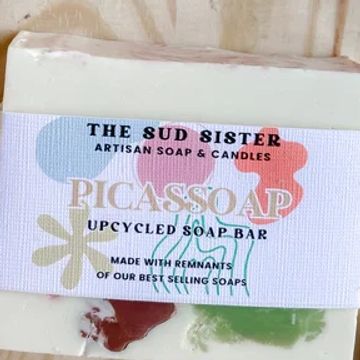 THE SUD SISTER
ARTISAN SOAP & CANDLES
PICASSOAP
UPCYCLED SOAP BAR
MADE WITH REMNANTS
OF OUR BEST SELLING SOAPS